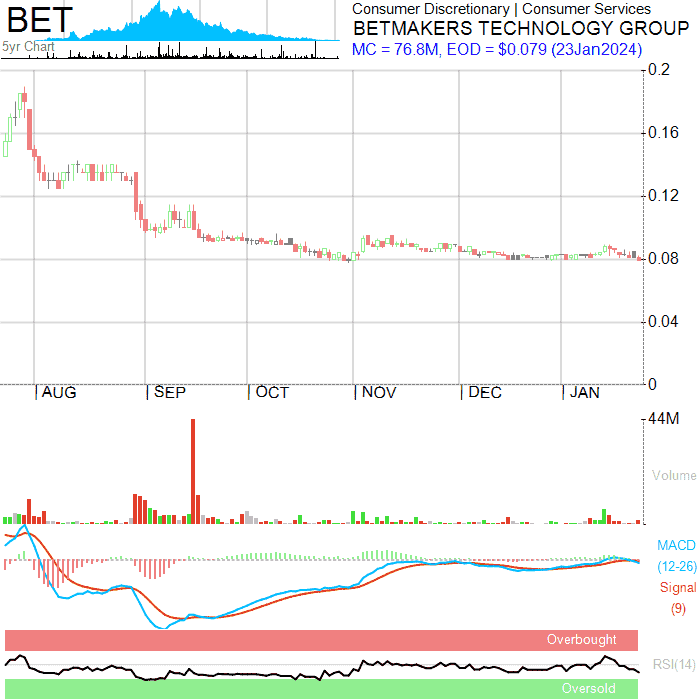 BET
5yr Chart
Consumer Discretionary | Consumer Services
BETMAKERS TECHNOLOGY GROUP
MC = 76.8M, EOD = $0.079 (23Jan2024)
0.2
0.16
0.12
0.08
0.04
0
AUG SEP OCT NOV DEC JAN
44M
Volume
MACD
(12-26)
Signal
(9)
Overbought
RSI(14)
Oversold